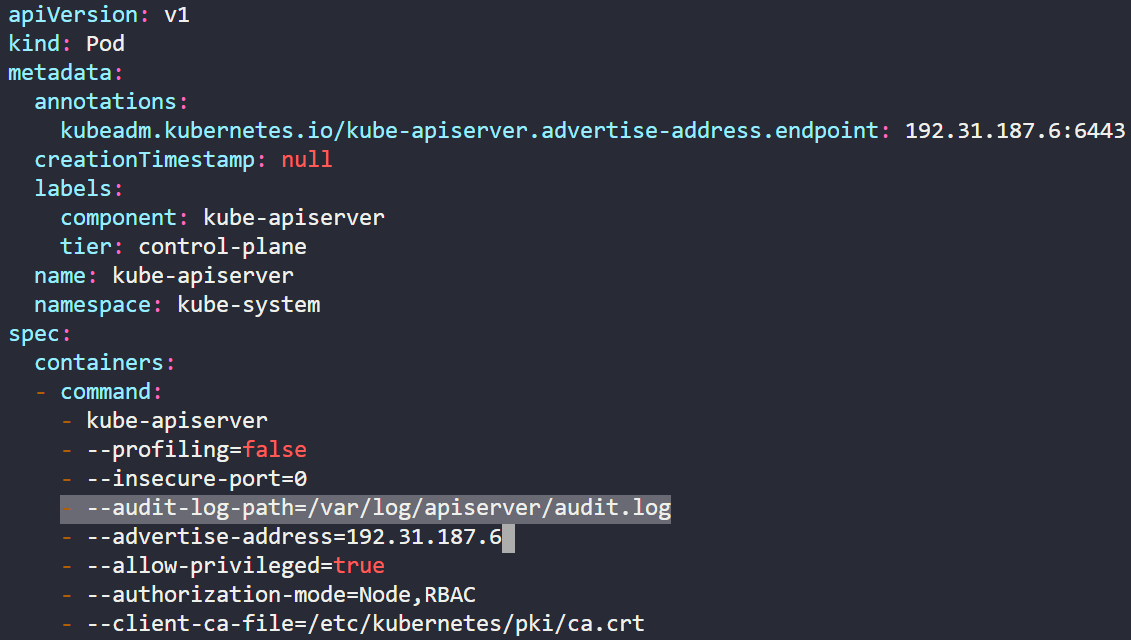 apiVersion: v1
kind: Pod
metadata:
  annotations:
    kubeadm.kubernetes.io/kube-apiserver.advertise-address.endpoint: 192.31.187.6:6443
  creationTimestamp: null
  labels:
    component: kube-apiserver
    tier: control-plane
  name: kube-apiserver
  namespace: kube-system
spec:
  containers:
  - command:
    - kube-apiserver
    - --profiling=false
    - --insecure-port=0
    - --audit-log-path=/var/log/apiserver/audit.log
    - --advertise-address=192.31.187.6
    - --allow-privileged=true
    - --authorization-mode=Node,RBAC
    - --client-ca-file=/etc/kubernetes/pki/ca.crt